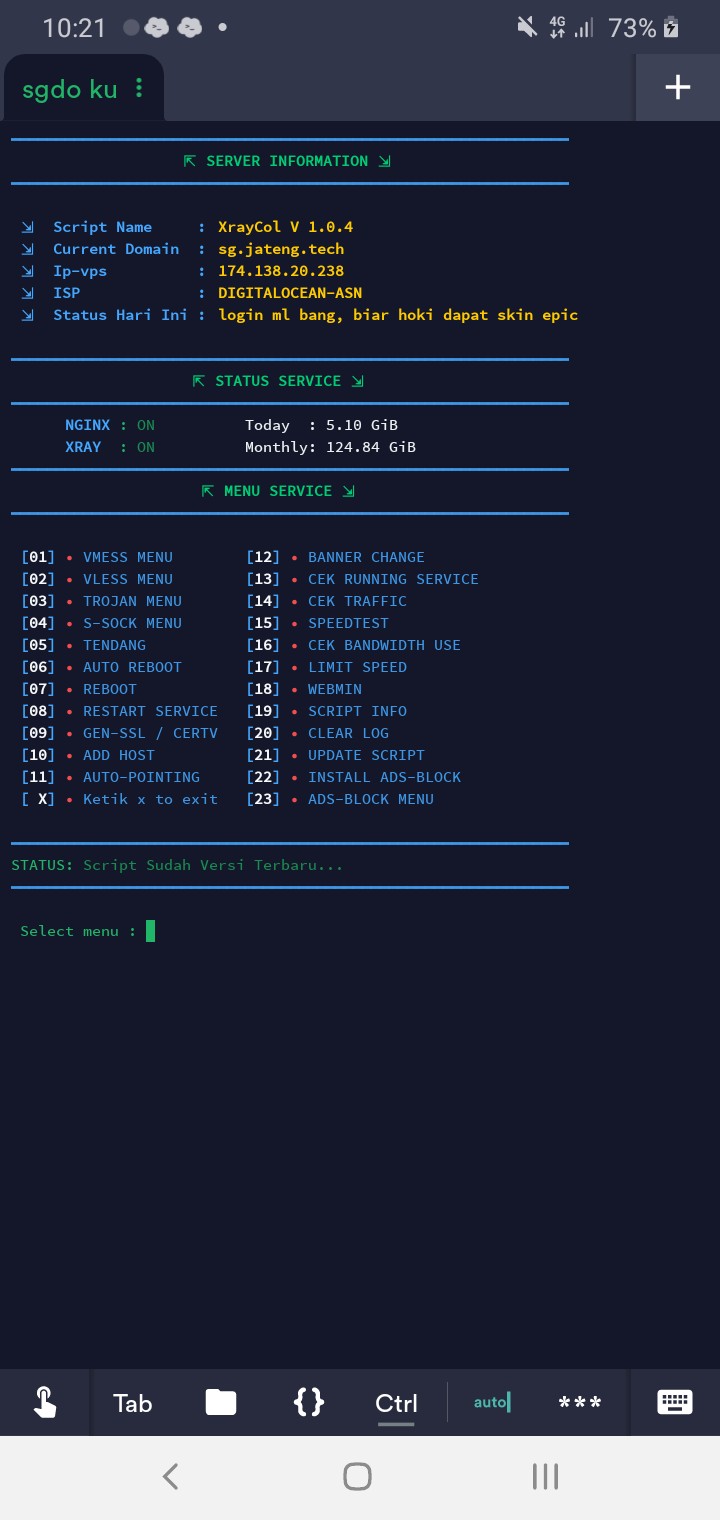 10:21 4G 73%
sgdo ku
⇱ SERVER INFORMATION ⇲
⇲ Script Name : XrayCol V 1.0.4
⇲ Current Domain : sg.jateng.tech
⇲ Ip-vps : 174.138.20.238
⇲ ISP : DIGITALOCEAN-ASN
⇲ Status Hari Ini : login ml bang, biar hoki dapat skin epic
⇱ STATUS SERVICE ⇲
NGINX : ON Today : 5.10 GiB
XRAY : ON Monthly: 124.84 GiB
⇱ MENU SERVICE ⇲
[01] • VMESS MENU [12] • BANNER CHANGE
[02] • VLESS MENU [13] • CEK RUNNING SERVICE
[03] • TROJAN MENU [14] • CEK TRAFFIC
[04] • S-SOCK MENU [15] • SPEEDTEST
[05] • TENDANG [16] • CEK BANDWIDTH USE
[06] • AUTO REBOOT [17] • LIMIT SPEED
[07] • REBOOT [18] • WEBMIN
[08] • RESTART SERVICE [19] • SCRIPT INFO
[09] • GEN-SSL / CERTV [20] • CLEAR LOG
[10] • ADD HOST [21] • UPDATE SCRIPT
[11] • AUTO-POINTING [22] • INSTALL ADS-BLOCK
[ X] • Ketik x to exit [23] • ADS-BLOCK MENU
STATUS: Script Sudah Versi Terbaru...
Select menu :
Tab {} Ctrl auto ***